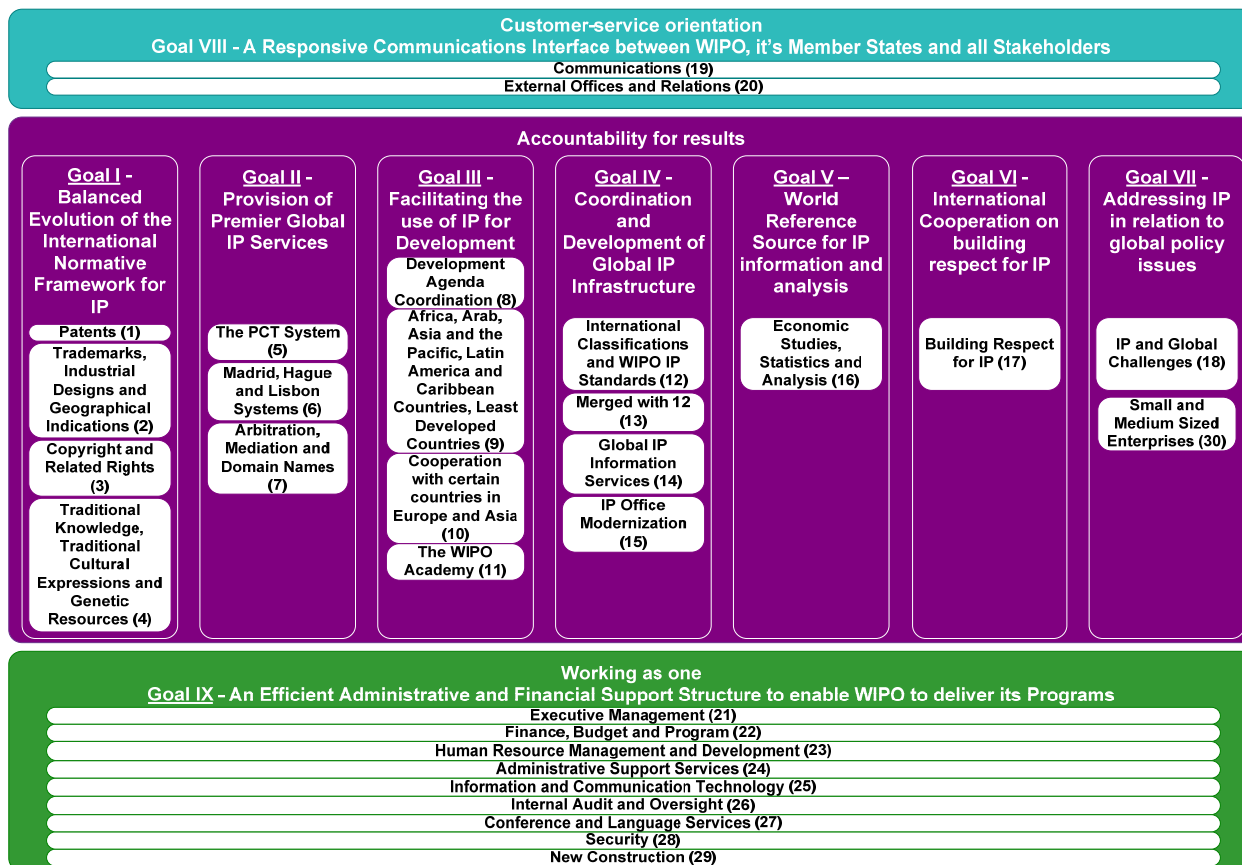 Customer-service orientation
Goal VIII - A Responsive Communications Interface between WIPO, it's Member States and all Stakeholders
Communications (19)
External Offices and Relations (20)
Accountability for results
Goal I -
Balanced
Evolution of the
International
Normative
Framework for
IP
Patents (1)
Trademarks,
Industrial
Designs and
Geographical
Indications (2)
Copyright and
Related Rights
(3)
Traditional
Knowledge,
Traditional
Cultural
Expressions and
Genetic
Resources (4)
Goal II -
Provision of
Premier Global
IP Services
The PCT System
(5)
Madrid, Hague
and Lisbon
Systems (6)
Arbitration,
Mediation and
Domain Names
(7)
Goal III -
Facilitating the
use of IP for
Development
Development
Agenda
Coordination (8)
Africa, Arab,
Asia and the
Pacific, Latin
America and
Caribbean
Countries, Least
Developed
Countries (9)
Cooperation
with certain
countries in
Europe and Asia
(10)
The WIPO
Academy (11)
Goal IV -
Coordination
and
Development of
Global IP
Infrastructure
International
Classifications
and WIPO IP
Standards (12)
Merged with 12
(13)
Global IP
Information
Services (14)
IP Office
Modernization
(15)
Goal V –
World
Reference
Source for IP
information and
analysis
Economic
Studies,
Statistics and
Analysis (16)
Goal VI -
International
Cooperation on
building
respect for IP
Building Respect
for IP (17)
Goal VII -
Addressing IP
in relation to
global policy
issues
IP and Global
Challenges (18)
Small and
Medium Sized
Enterprises (30)
Working as one
Goal IX - An Efficient Administrative and Financial Support Structure to enable WIPO to deliver its Programs
Executive Management (21)
Finance, Budget and Program (22)
Human Resource Management and Development (23)
Administrative Support Services (24)
Information and Communication Technology (25)
Internal Audit and Oversight (26)
Conference and Language Services (27)
Security (28)
New Construction (29)